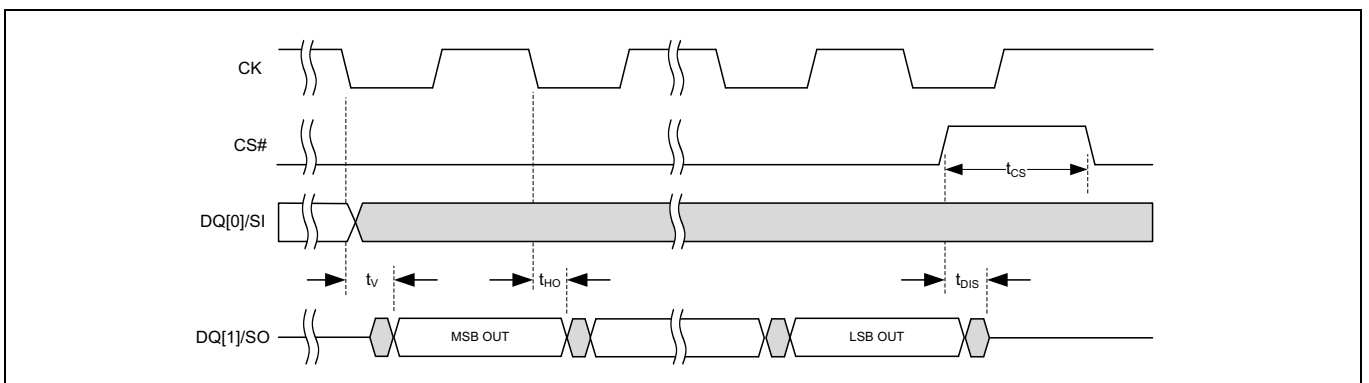 CK
CS#
tCS
DQ[0]/SI
tV
tHO
tDIS
DQ[1]/SO
MSB OUT
LSB OUT